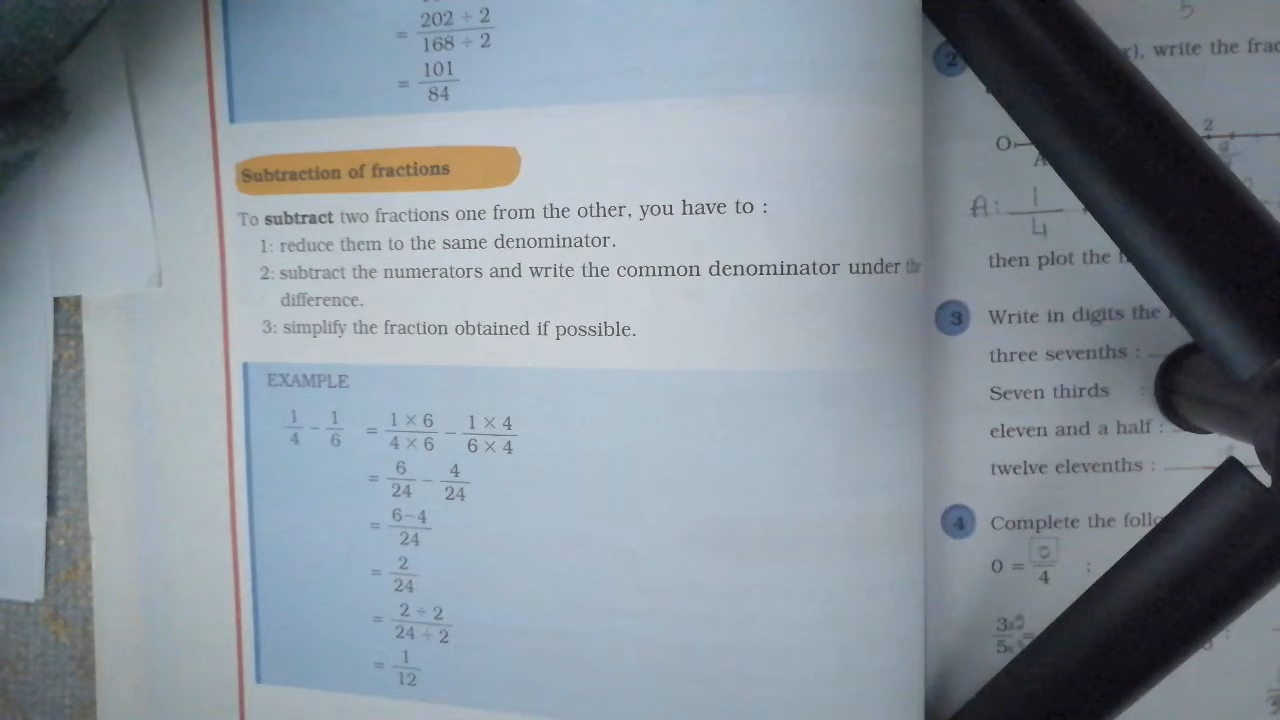 = 202 ÷ 2 / 168 ÷ 2
= 101 / 84
Subtraction of fractions
To subtract two fractions one from the other, you have to :
1: reduce them to the same denominator.
2: subtract the numerators and write the common denominator under the
difference.
3: simplify the fraction obtained if possible.
EXAMPLE
1/4 - 1/6 = 1 × 6 / 4 × 6 - 1 × 4 / 6 × 4
= 6/24 - 4/24
= 6-4 / 24
= 2/24
= 2 ÷ 2 / 24 ÷ 2
= 1/12
5
2
write the
O
2
A
A: 1/4
then plot the
3 Write in digits the
three sevenths :
Seven thirds :
eleven and a half :
twelve elevenths :
4 Complete the
0 = 0/4 :
3/5